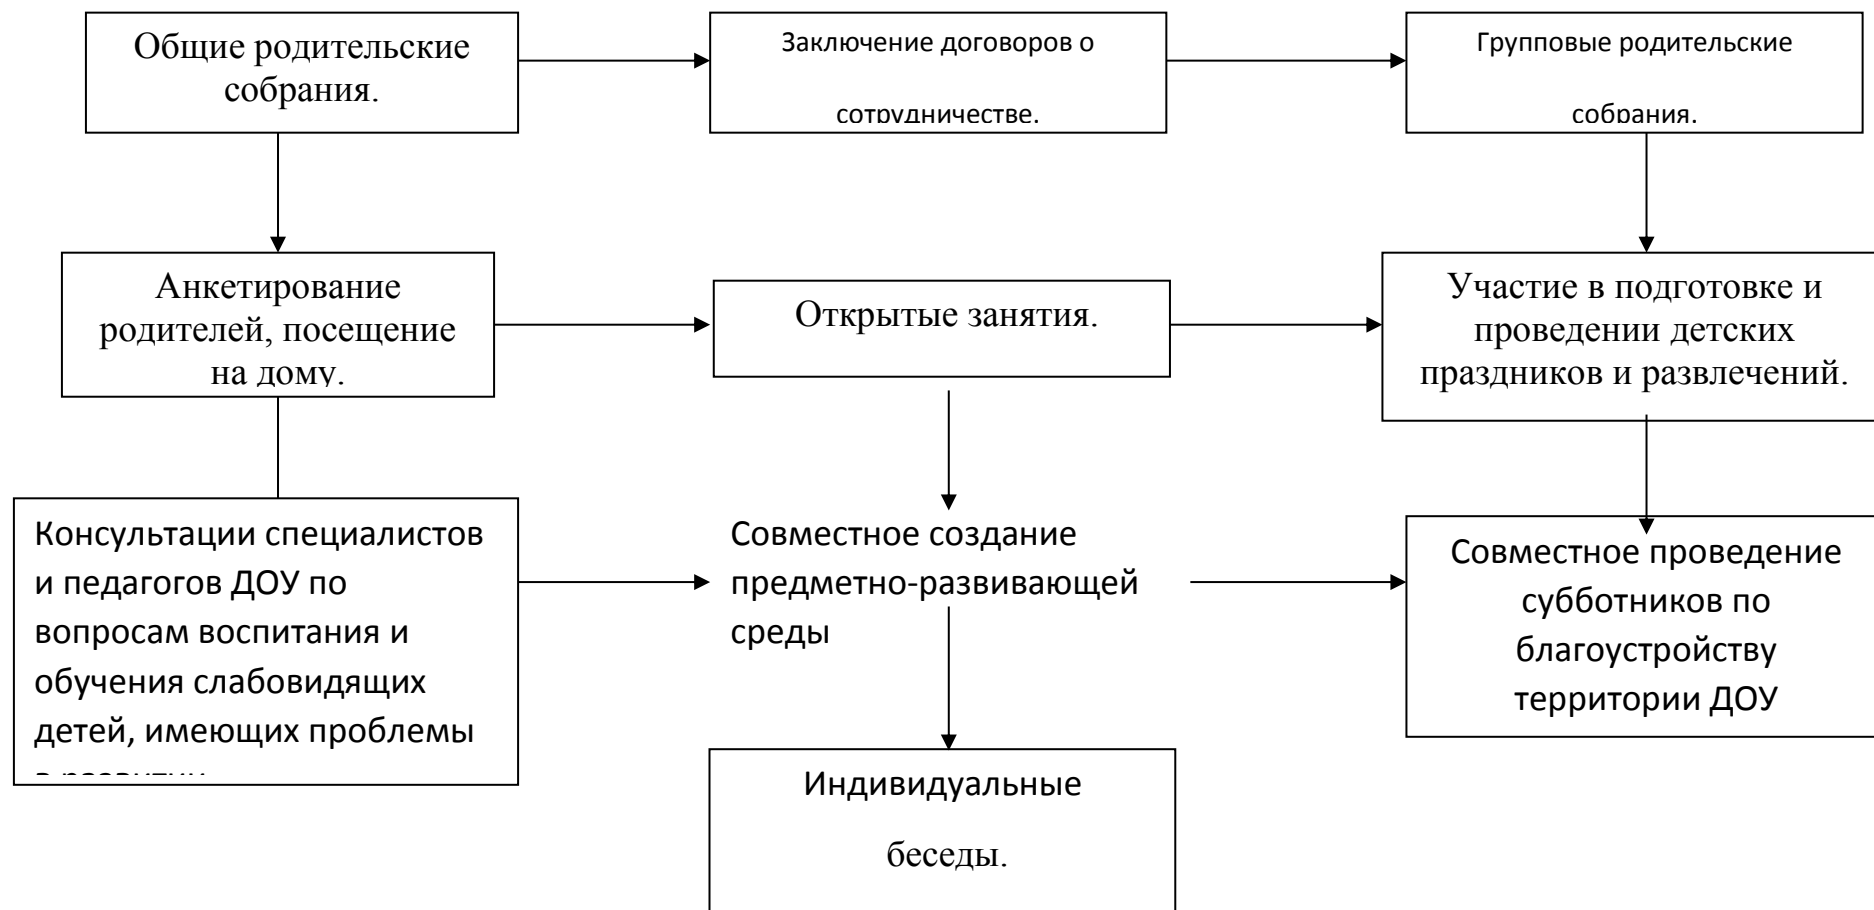 Общие родительские
собрания.
Заключение договоров о
сотрудничестве.
Групповые родительские
собрания.
Анкетирование
родителей, посещение
на дому.
Открытые занятия.
Участие в подготовке и
проведении детских
праздников и развлечений.
Консультации специалистов
и педагогов ДОУ по
вопросам воспитания и
обучения слабовидящих
детей, имеющих проблемы
Совместное создание
предметно-развивающей
среды
Совместное проведение
субботников по
благоустройству
территории ДОУ
Индивидуальные
беседы.